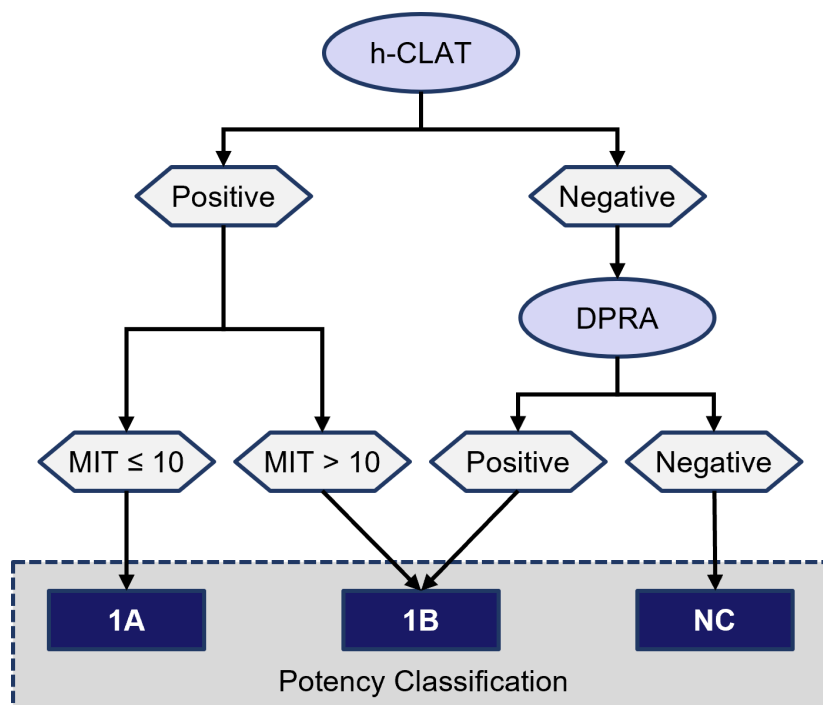 h-CLAT
Positive
Negative
DPRA
MIT ≤ 10
MIT > 10
Positive
Negative
1A
1B
NC
Potency Classification